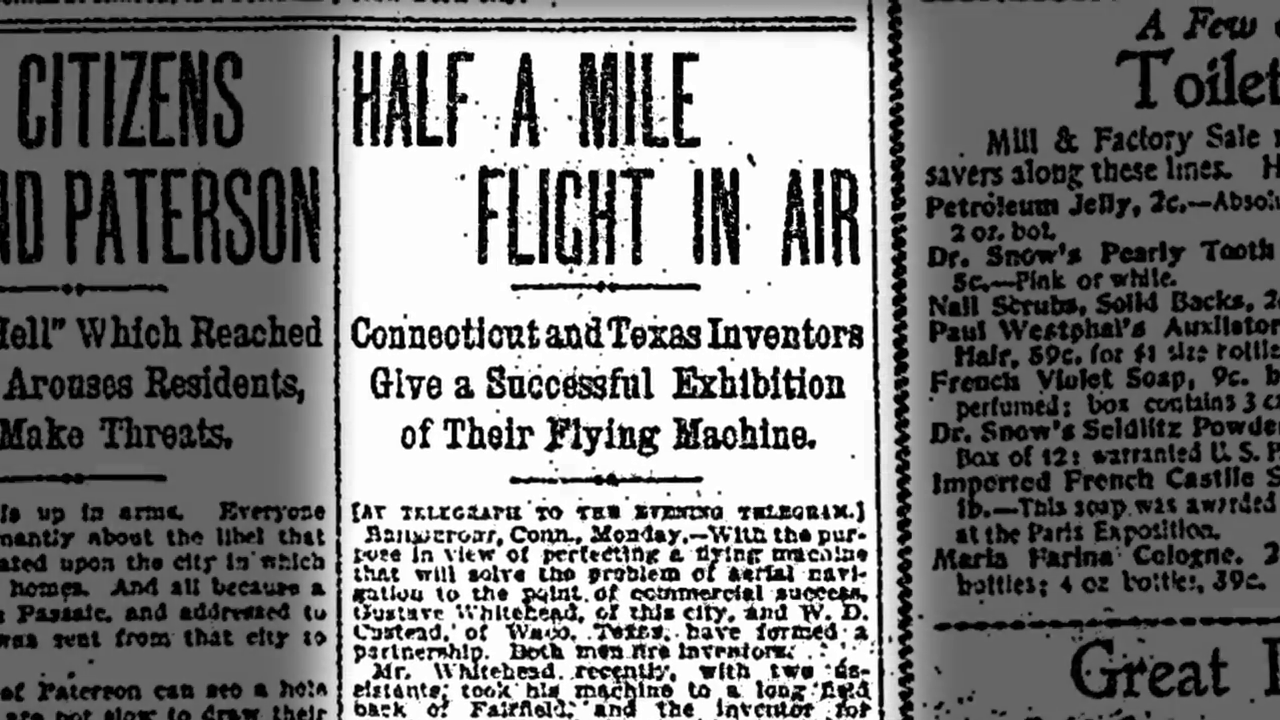 CITIZENS
ND PATERSON
Hell" Which Reached
Arouses Residents,
Make Threats.
is up in arms. Everyone
nantly about the libel that
ated upon the city in which
homes. And all because a
Passaic, and addressed to
was sent from that city to
of Paterson can see a hole
are not slow to draw their
HALF A MILE
FLIGHT IN AIR
Connecticut and Texas Inventors
Give a Successful Exhibition
of Their Flying Machine.
[BY TELEGRAPH TO THE EVENING TELEGRAM.]
Conn., Monday.—With the pur-
pose in view of perfecting a flying machine
that will solve the problem of aerial navi-
gation to the point of commercial success,
Gustave Whitehead, of this city, and W. D.
Custead, of Waco, Texas, have formed a
partnership. Both men are inventors.
Mr. Whitehead recently, with two as-
sistants, took his machine to a long field
back of Fairfield, and the inventor for
A Few
Toilet
Mill & Factory Sale
savers along these lines. H
Petroleum Jelly, 2c.—Absol
2 oz. bot.
Dr. Snow's Pearly Tooth
5c.—Pink or white.
Nail Scrubs, Solid Backs, 2
Paul Westphal's Auxiliator
Hair, 59c. for $1 size
French Violet Soap, 9c. b
perfumed; box contains 3 c
Dr. Snow's Seidlitz Powde
Box of 12; warranted U. S. P
Imported French Castile S
lb.—This soap was awarded
at the Paris Exposition.
Maria Farina Cologne. 2
bottles; 4 oz bottles, 39c.
Great